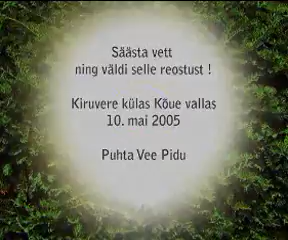 Säästa vett
ning väldi selle reostust !
Kiruvere külas Kõue vallas
10. mai 2005
Puhta Vee Pidu